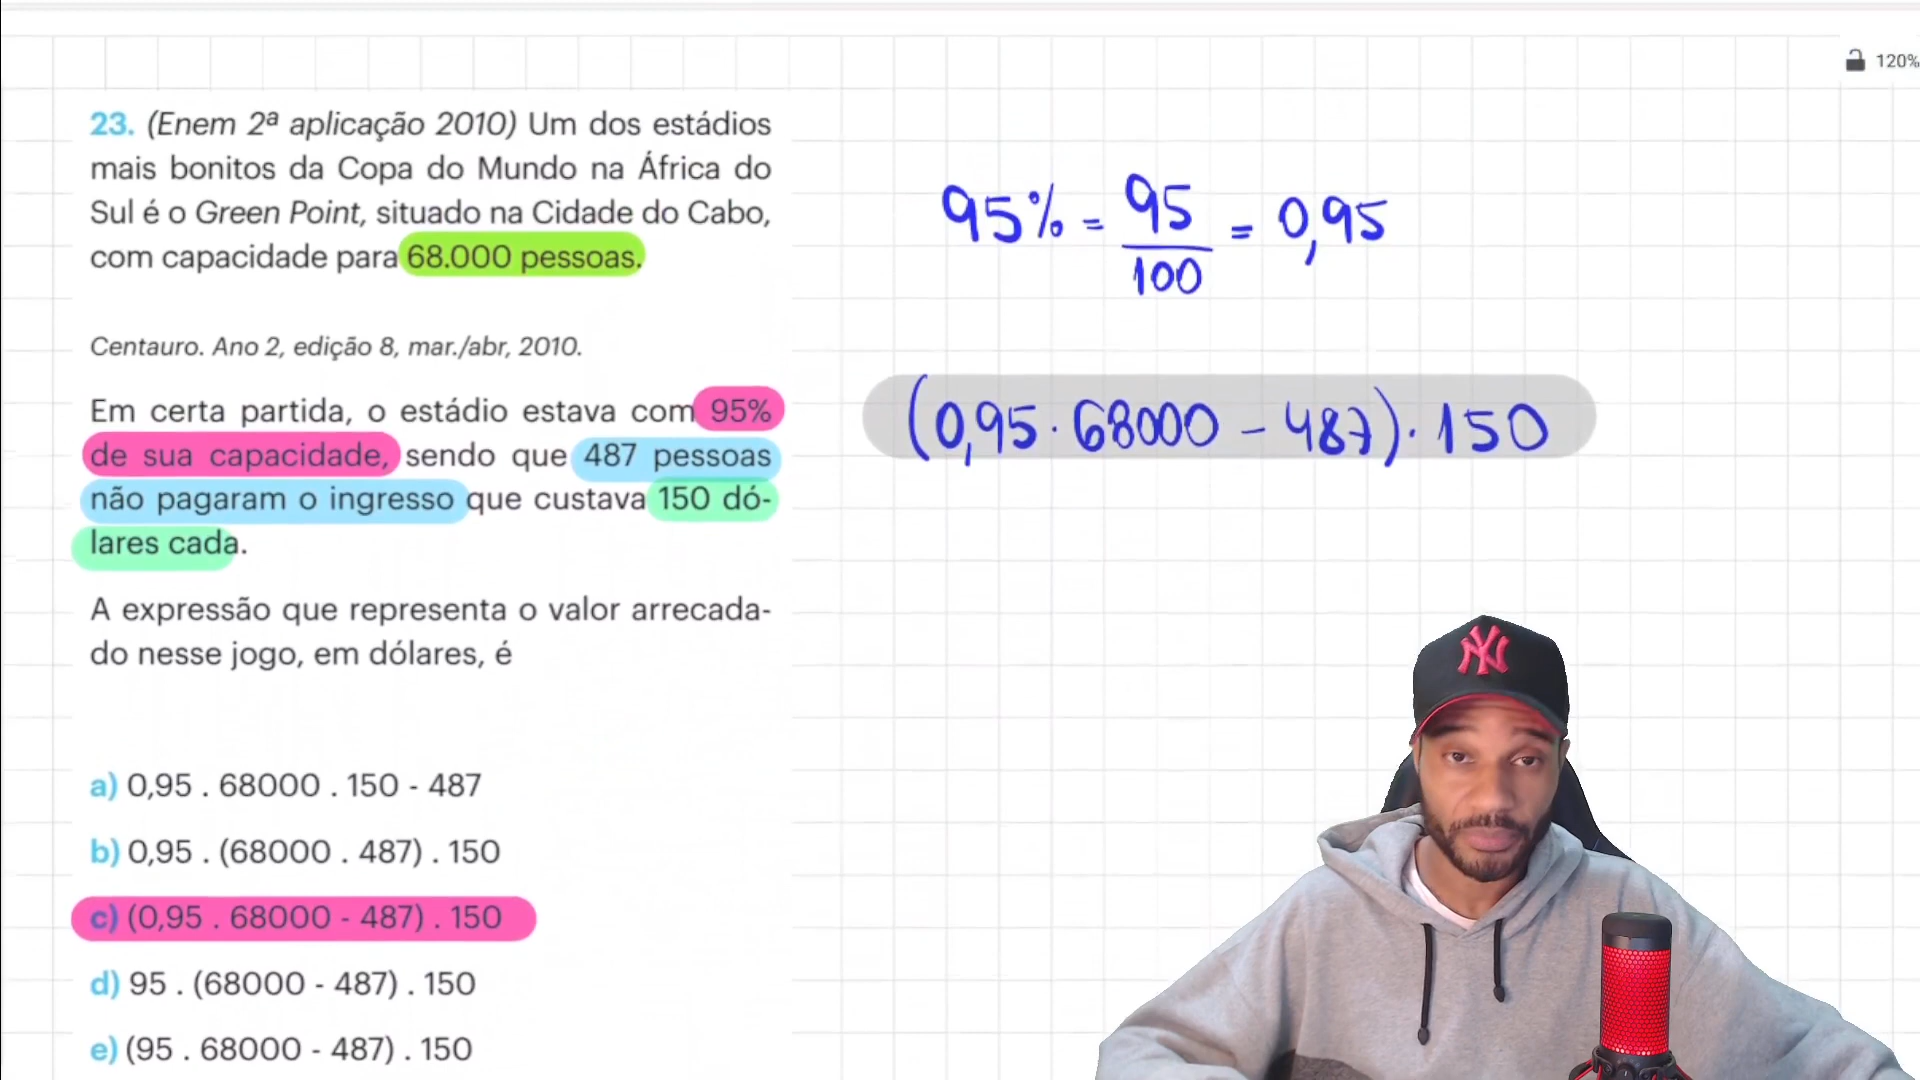 120%
23. (Enem 2ª aplicação 2010) Um dos estádios
mais bonitos da Copa do Mundo na África do
Sul é o Green Point, situado na Cidade do Cabo,
com capacidade para 68.000 pessoas.
Centauro. Ano 2, edição 8, mar./abr, 2010.
Em certa partida, o estádio estava com 95%
de sua capacidade, sendo que 487 pessoas
não pagaram o ingresso que custava 150 dó-
lares cada.
A expressão que representa o valor arrecada-
do nesse jogo, em dólares, é
a) 0,95 . 68000 . 150 - 487
b) 0,95 . (68000 . 487) . 150
c) (0,95 . 68000 - 487) . 150
d) 95 . (68000 - 487) . 150
e) (95 . 68000 - 487) . 150
95% = 95/100 = 0,95
(0,95 · 68000 - 487) · 150
NY